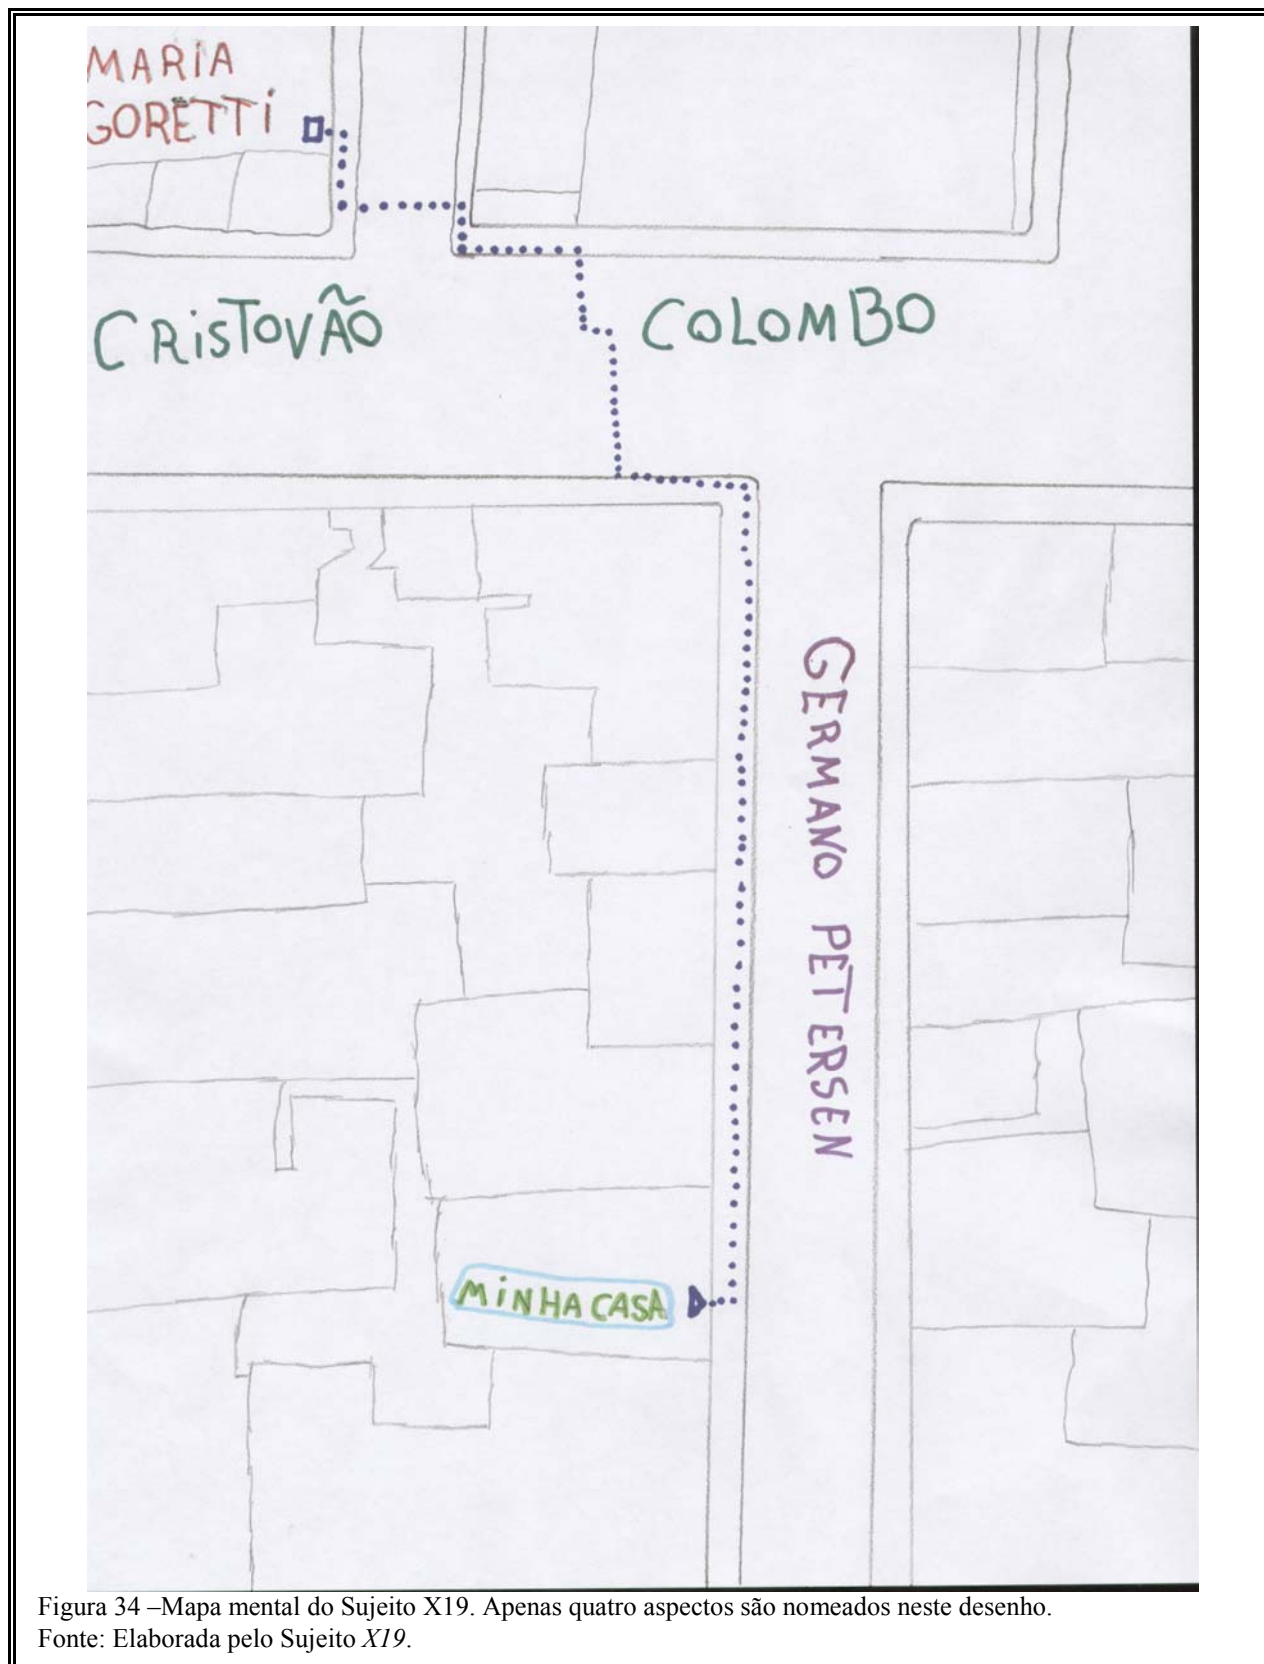 MARIA
GORETTI
CRISTOVÃO COLOMBO
GERMANO PETERSEN
MINHA CASA
Figura 34 –Mapa mental do Sujeito X19. Apenas quatro aspectos são nomeados neste desenho.
Fonte: Elaborada pelo Sujeito X19.